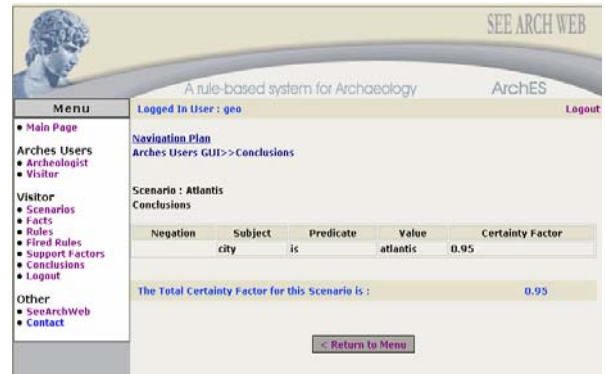 SEE ARCH WEB
A rule-based system for Archaeology ArchES
Menu
Logged In User : geo Logout
• Main Page
Arches Users
• Archeologist
• Visitor
Visitor
• Scenarios
• Facts
• Rules
• Fired Rules
• Support Factors
• Conclusions
• Logout
Other
• SeeArchWeb
• Contact
Navigation Plan
Arches Users GUI>>Conclusions
Scenario : Atlantis
Conclusions
Negation Subject Predicate Value Certainty Factor
city is atlantis 0.95
The Total Certainty Factor for this Scenario is : 0.95
< Return to Menu